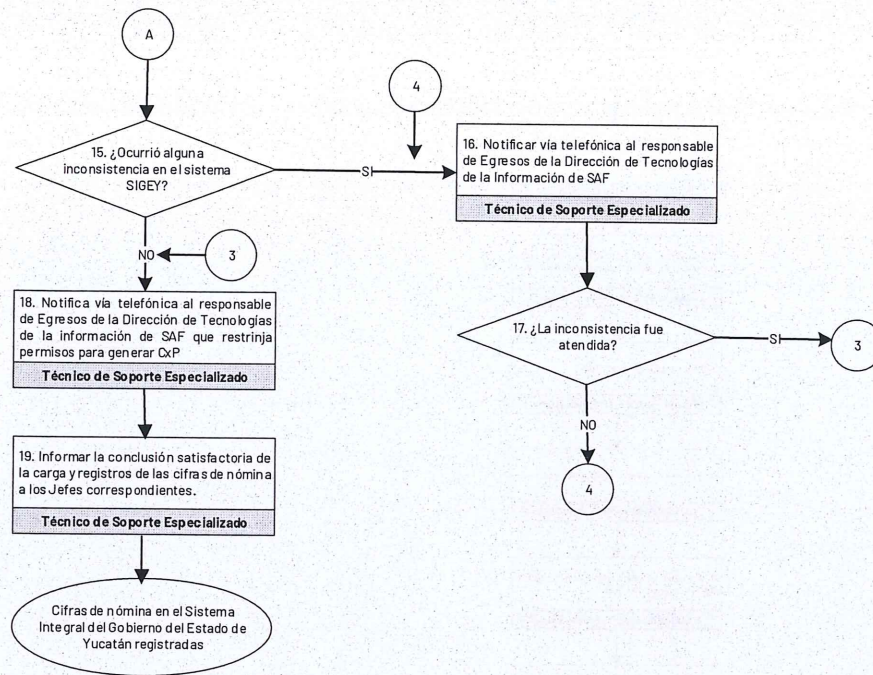 A
4
15. ¿Ocurrió alguna
inconsistencia en el sistema
SIGEY?
SI
16. Notificar vía telefónica al responsable
de Egresos de la Dirección de Tecnologías
de la Información de SAF
Técnico de Soporte Especializado
NO
3
18. Notifica vía telefónica al responsable
de Egresos de la Dirección de Tecnologías
de la información de SAF que restrinja
permisos para generar CxP
Técnico de Soporte Especializado
17. ¿La inconsistencia fue
atendida?
SI
3
NO
4
19. Informar la conclusión satisfactoria de
la carga y registros de las cifras de nómina
a los Jefes correspondientes.
Técnico de Soporte Especializado
Cifras de nómina en el Sistema
Integral del Gobierno del Estado de
Yucatán registradas